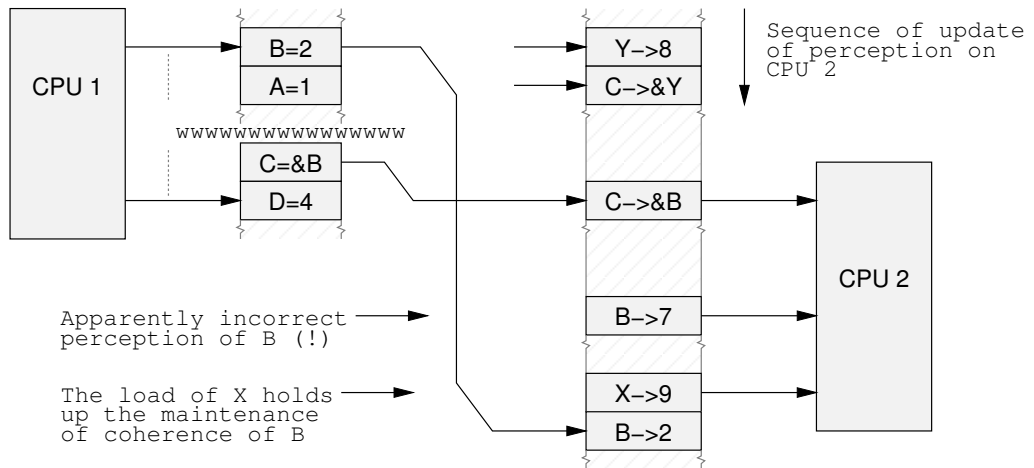 CPU 1
B=2
A=1
wwwwwwwwwwwwwwww
C=&B
D=4
Y->8
C->&Y
C->&B
B->7
X->9
B->2
Sequence of update
of perception on
CPU 2
CPU 2
Apparently incorrect
perception of B (!)
The load of X holds
up the maintenance
of coherence of B